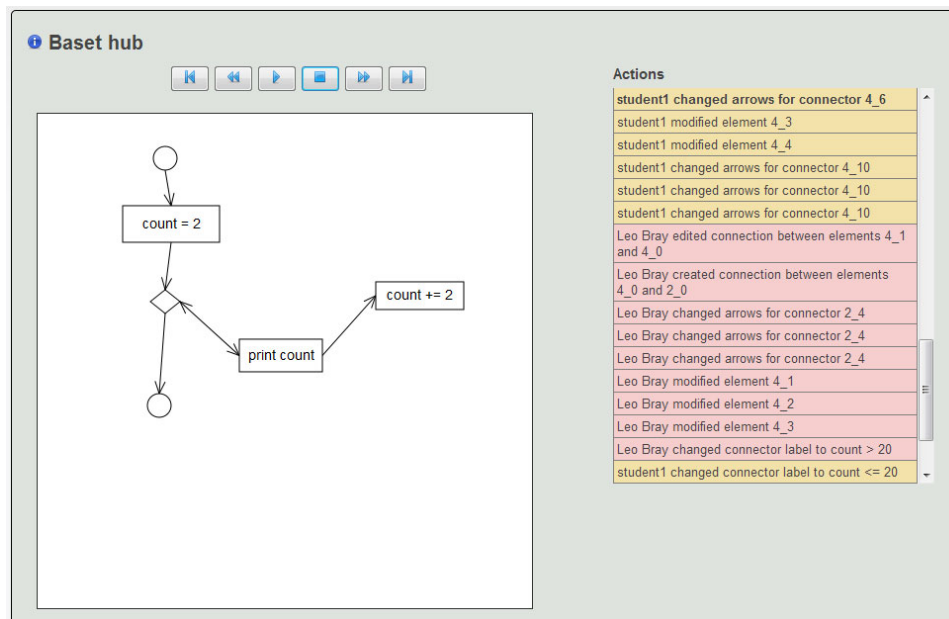 Baset hub
Actions
student1 changed arrows for connector 4_6
student1 modified element 4_3
student1 modified element 4_4
student1 changed arrows for connector 4_10
student1 changed arrows for connector 4_10
student1 changed arrows for connector 4_10
Leo Bray edited connection between elements 4_1
and 4_0
Leo Bray created connection between elements
4_0 and 2_0
Leo Bray changed arrows for connector 2_4
Leo Bray changed arrows for connector 2_4
Leo Bray changed arrows for connector 2_4
Leo Bray modified element 4_1
Leo Bray modified element 4_2
Leo Bray modified element 4_3
Leo Bray changed connector label to count > 20
student1 changed connector label to count <= 20
count = 2
count += 2
print count